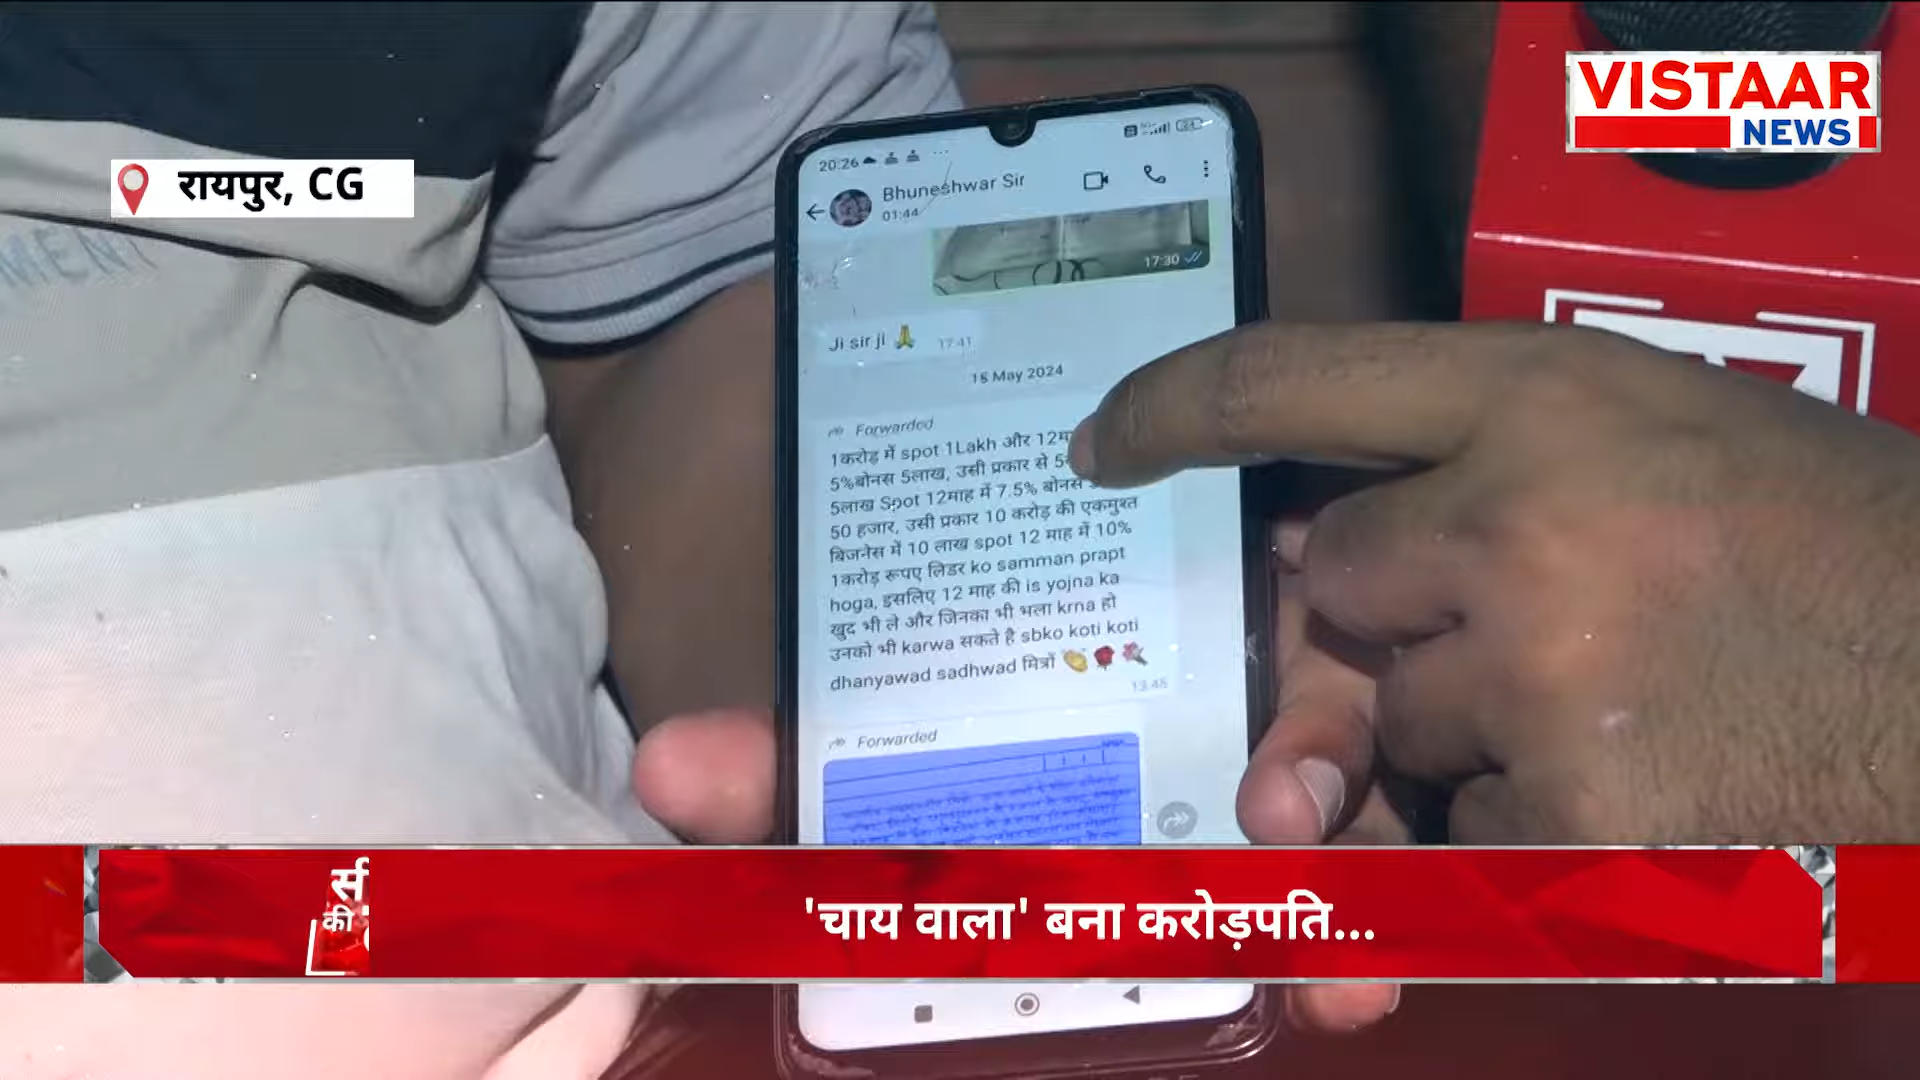 VISTAAR
NEWS
रायपुर, CG
20:26
Bhuneshwar Sir
01:44
17:30
Ji sir ji 🙏 17:41
15 May 2024
Forwarded
1करोड़ में spot 1Lakh और
5%बोनस 5लाख, उसी प्रकार से
5लाख Spot 12माह में 7.5% बोनस
50 हजार, उसी प्रकार 10 करोड़ की एकमुश्त
बिजनेस में 10 लाख spot 12 माह में 10%
1करोड़ रूपए लिडर ko samman prapt
hoga, इसलिए 12 माह की is yojna ka
खुद भी ले और जिनका भी भला krna हो
उनको भी karwa सकते है sbko koti koti
dhanyawad sadhwad मित्रों 👏🌹💐
13:45
Forwarded
की
'चाय वाला' बना करोड़पति...